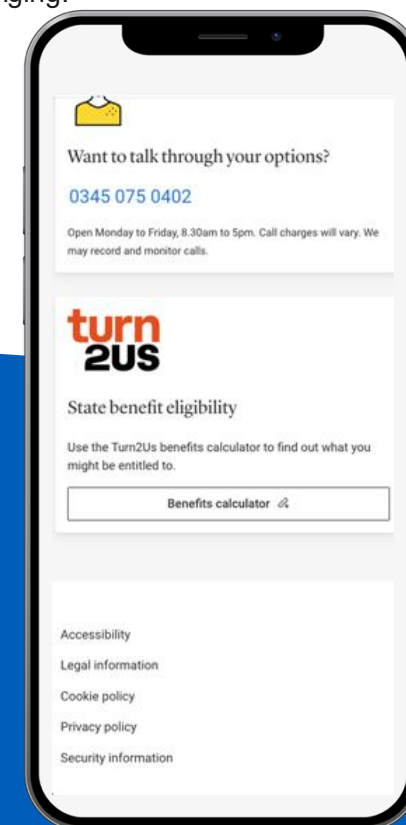 Want to talk through your options?
0345 075 0402
Open Monday to Friday, 8.30am to 5pm. Call charges will vary. We
may record and monitor calls.
turn
2us
State benefit eligibility
Use the Turn2Us benefits calculator to find out what you
might be entitled to.
Benefits calculator
Accessibility
Legal information
Cookie policy
Privacy policy
Security information